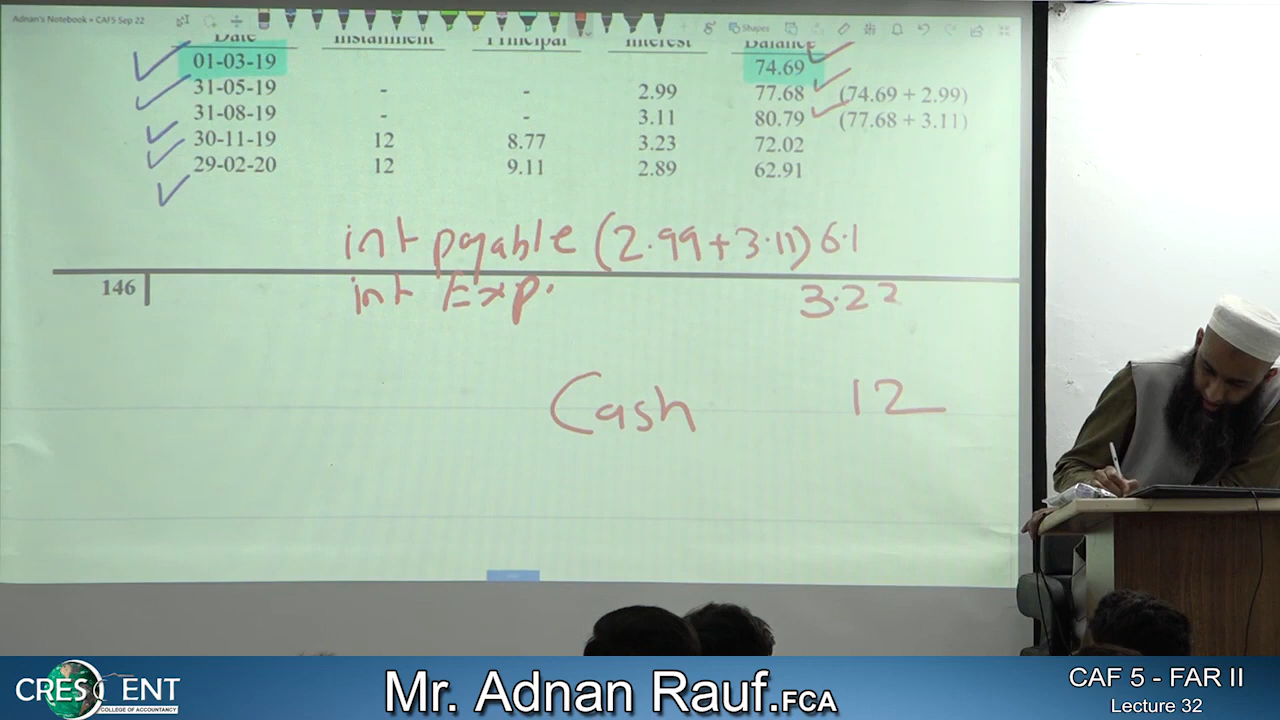 Adnan's Notebook • CAF5 Sep 22
Shapes
Date Installment Principal Interest Balance
01-03-19 74.69
31-05-19 - - 2.99 77.68 (74.69 + 2.99)
31-08-19 - - 3.11 80.79 (77.68 + 3.11)
30-11-19 12 8.77 3.23 72.02
29-02-20 12 9.11 2.89 62.91
int payable (2.99+3.11) 6.1
146
int Exp. 3.22
Cash 12
CRESCENT
COLLEGE OF ACCOUNTANCY
Mr. Adnan Rauf.FCA
CAF 5 - FAR II
Lecture 32